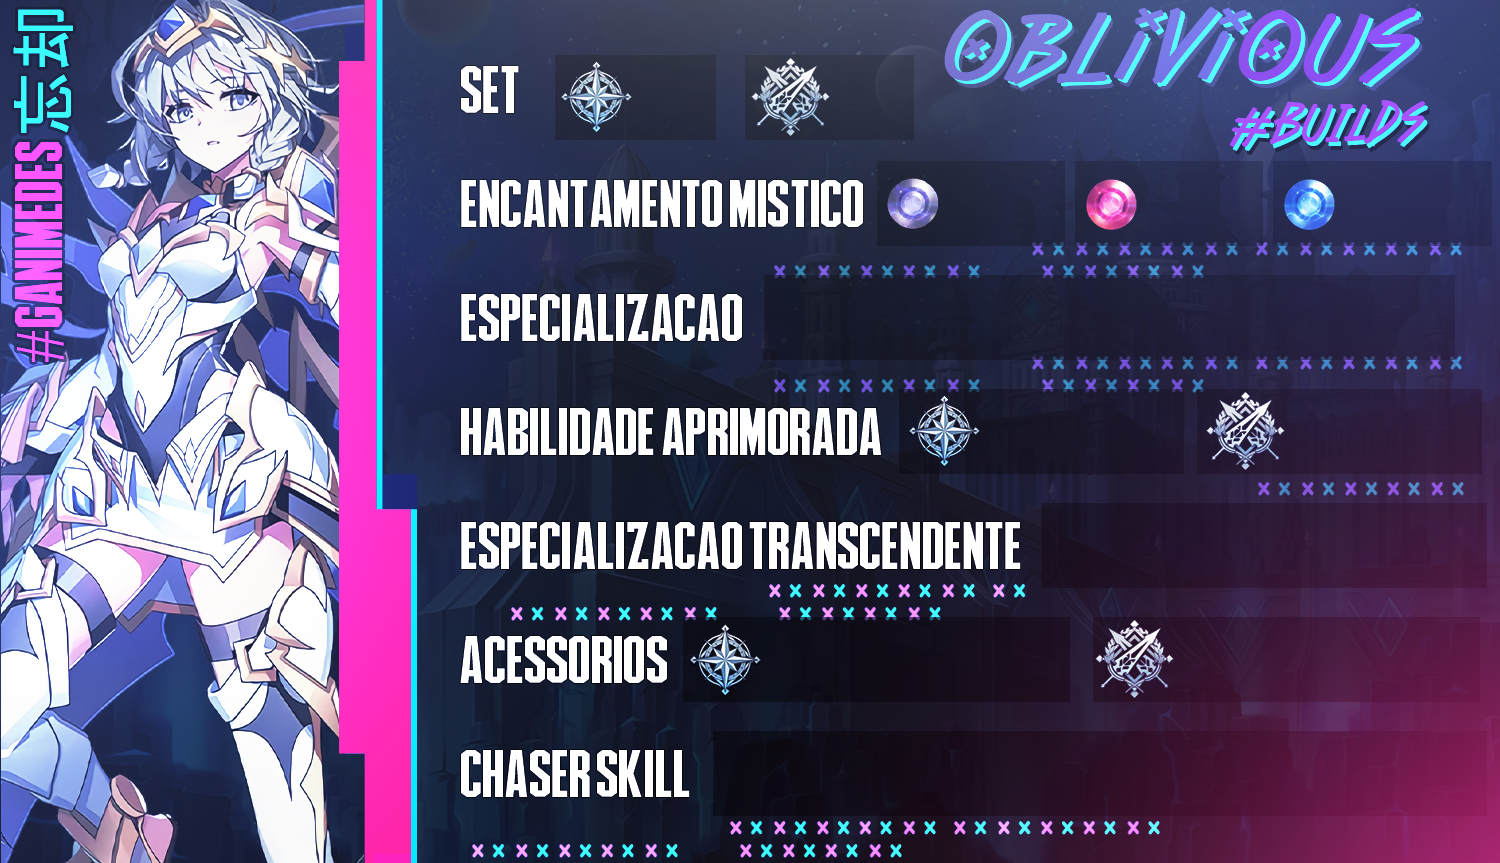 忘却
#GANIMEDES
OBLIVIOUS
#BUILDS
SET
ENCANTAMENTO MISTICO
ESPECIALIZACAO
HABILIDADE APRIMORADA
ESPECIALIZACAO TRANSCENDENTE
ACESSORIOS
CHASER SKILL